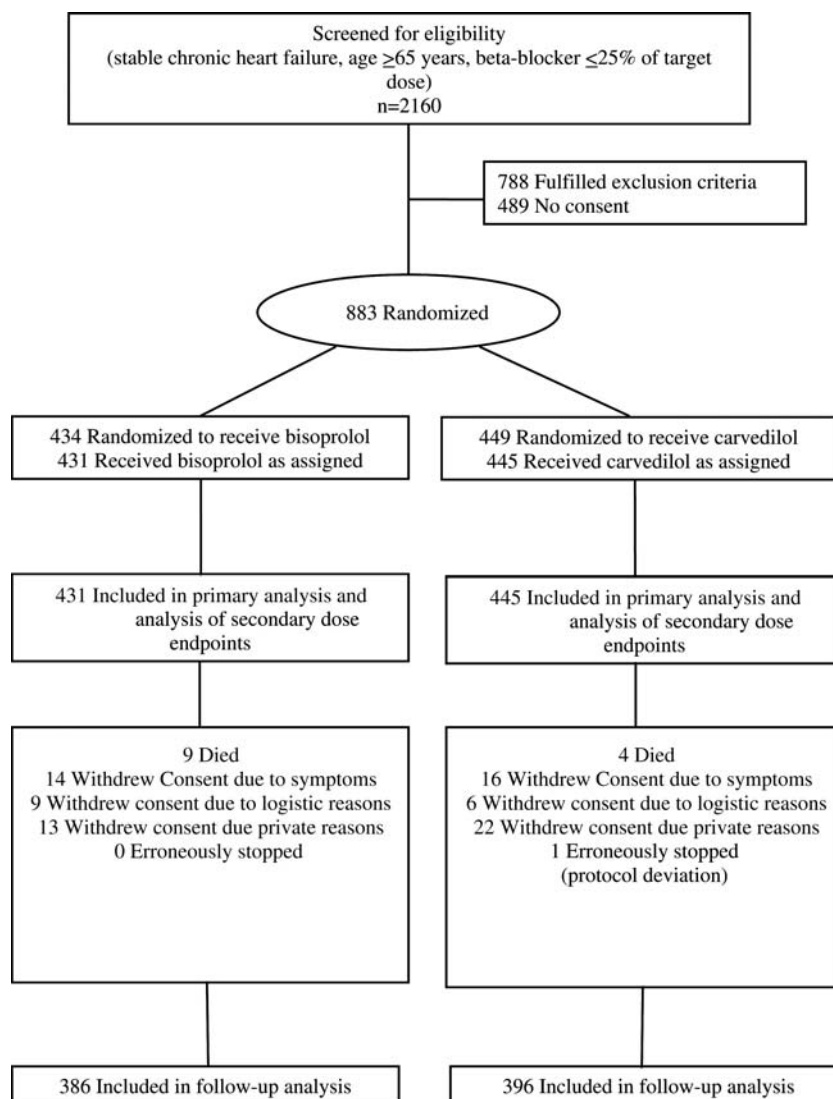 Screened for eligibility
(stable chronic heart failure, age ≥65 years, beta-blocker ≤25% of target
dose)
n=2160
788 Fulfilled exclusion criteria
489 No consent
883 Randomized
434 Randomized to receive bisoprolol
431 Received bisoprolol as assigned
449 Randomized to receive carvedilol
445 Received carvedilol as assigned
431 Included in primary analysis and
analysis of secondary dose
endpoints
445 Included in primary analysis and
analysis of secondary dose
endpoints
9 Died
14 Withdrew Consent due to symptoms
9 Withdrew consent due to logistic reasons
13 Withdrew consent due private reasons
0 Erroneously stopped
4 Died
16 Withdrew Consent due to symptoms
6 Withdrew consent due to logistic reasons
22 Withdrew consent due private reasons
1 Erroneously stopped
(protocol deviation)
386 Included in follow-up analysis
396 Included in follow-up analysis